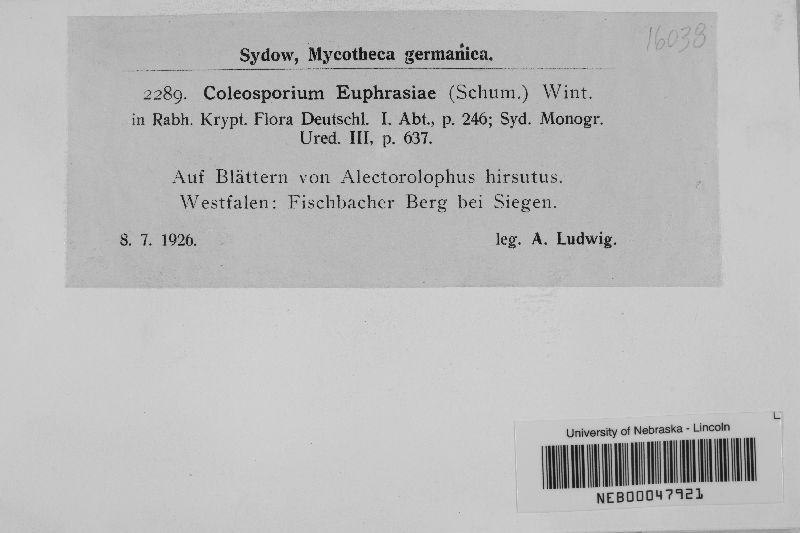 16038
Sydow, Mycotheca germanica.
2289. Coleosporium Euphrasiae (Schum.) Wint.
in Rabh. Krypt. Flora Deutschl. I. Abt., p. 246; Syd. Monogr.
Ured. III, p. 637.
Auf Blättern von Alectorolophus hirsutus.
Westfalen: Fischbacher Berg bei Siegen.
8. 7. 1926. leg. A. Ludwig.
University of Nebraska - Lincoln
NEB00047921